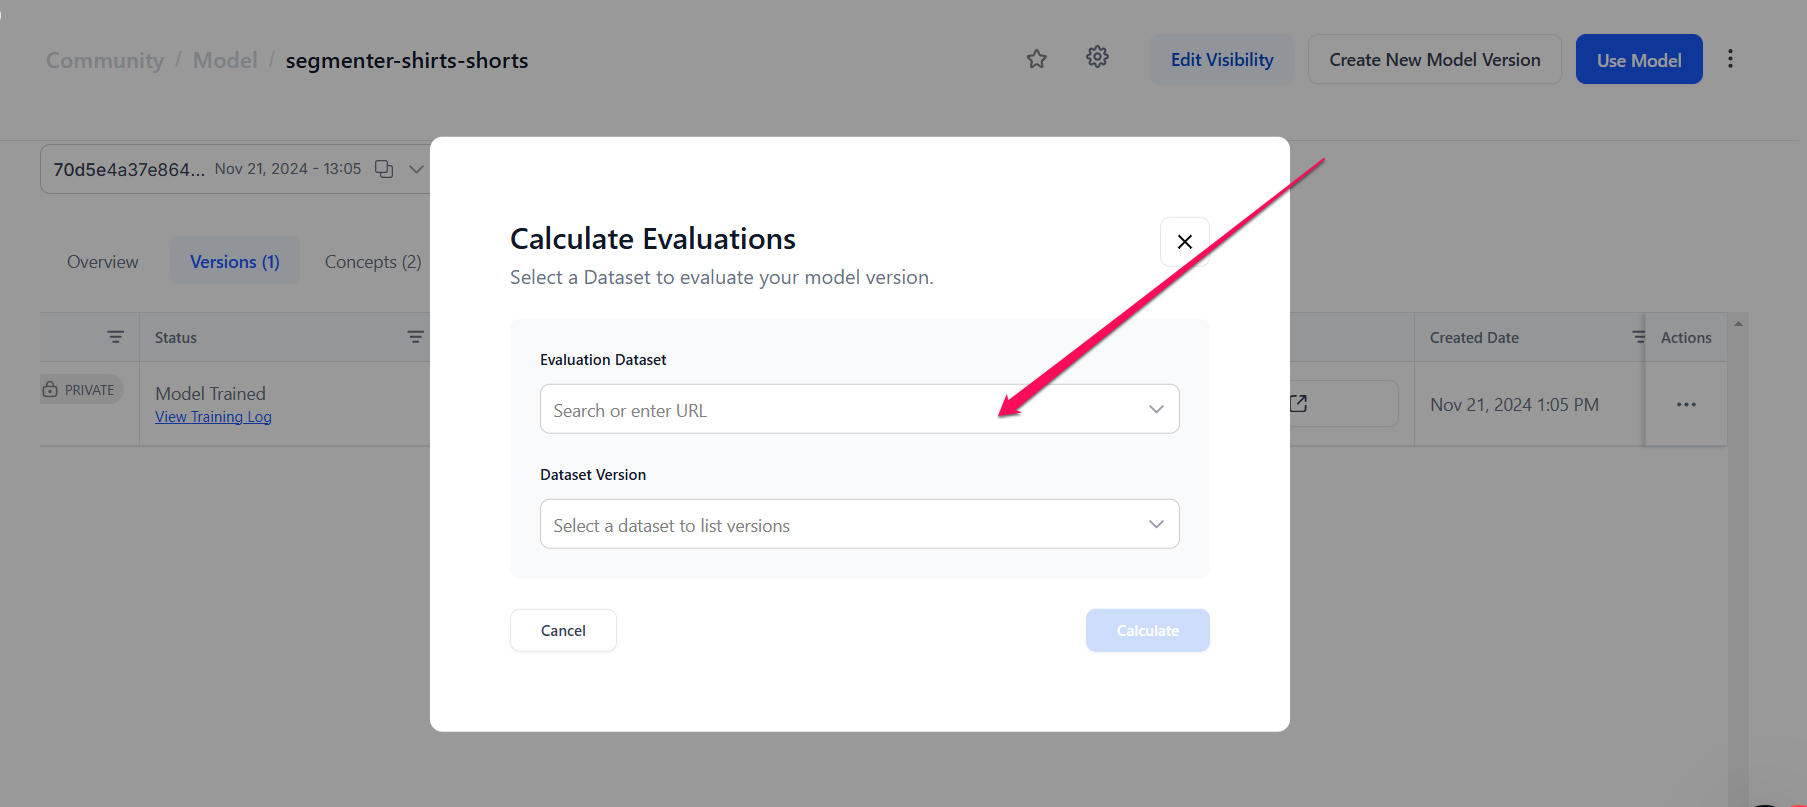 Community / Model / segmenter-shirts-shorts
Edit Visibility
Create New Model Version
Use Model
70d5e4a37e864... Nov 21, 2024 - 13:05
Overview
Versions (1)
Concepts (2)
Calculate Evaluations
Select a Dataset to evaluate your model version.
Evaluation Dataset
Search or enter URL
Dataset Version
Select a dataset to list versions
Cancel
Calculate
Status
Created Date
Actions
PRIVATE
Model Trained
View Training Log
Nov 21, 2024 1:05 PM